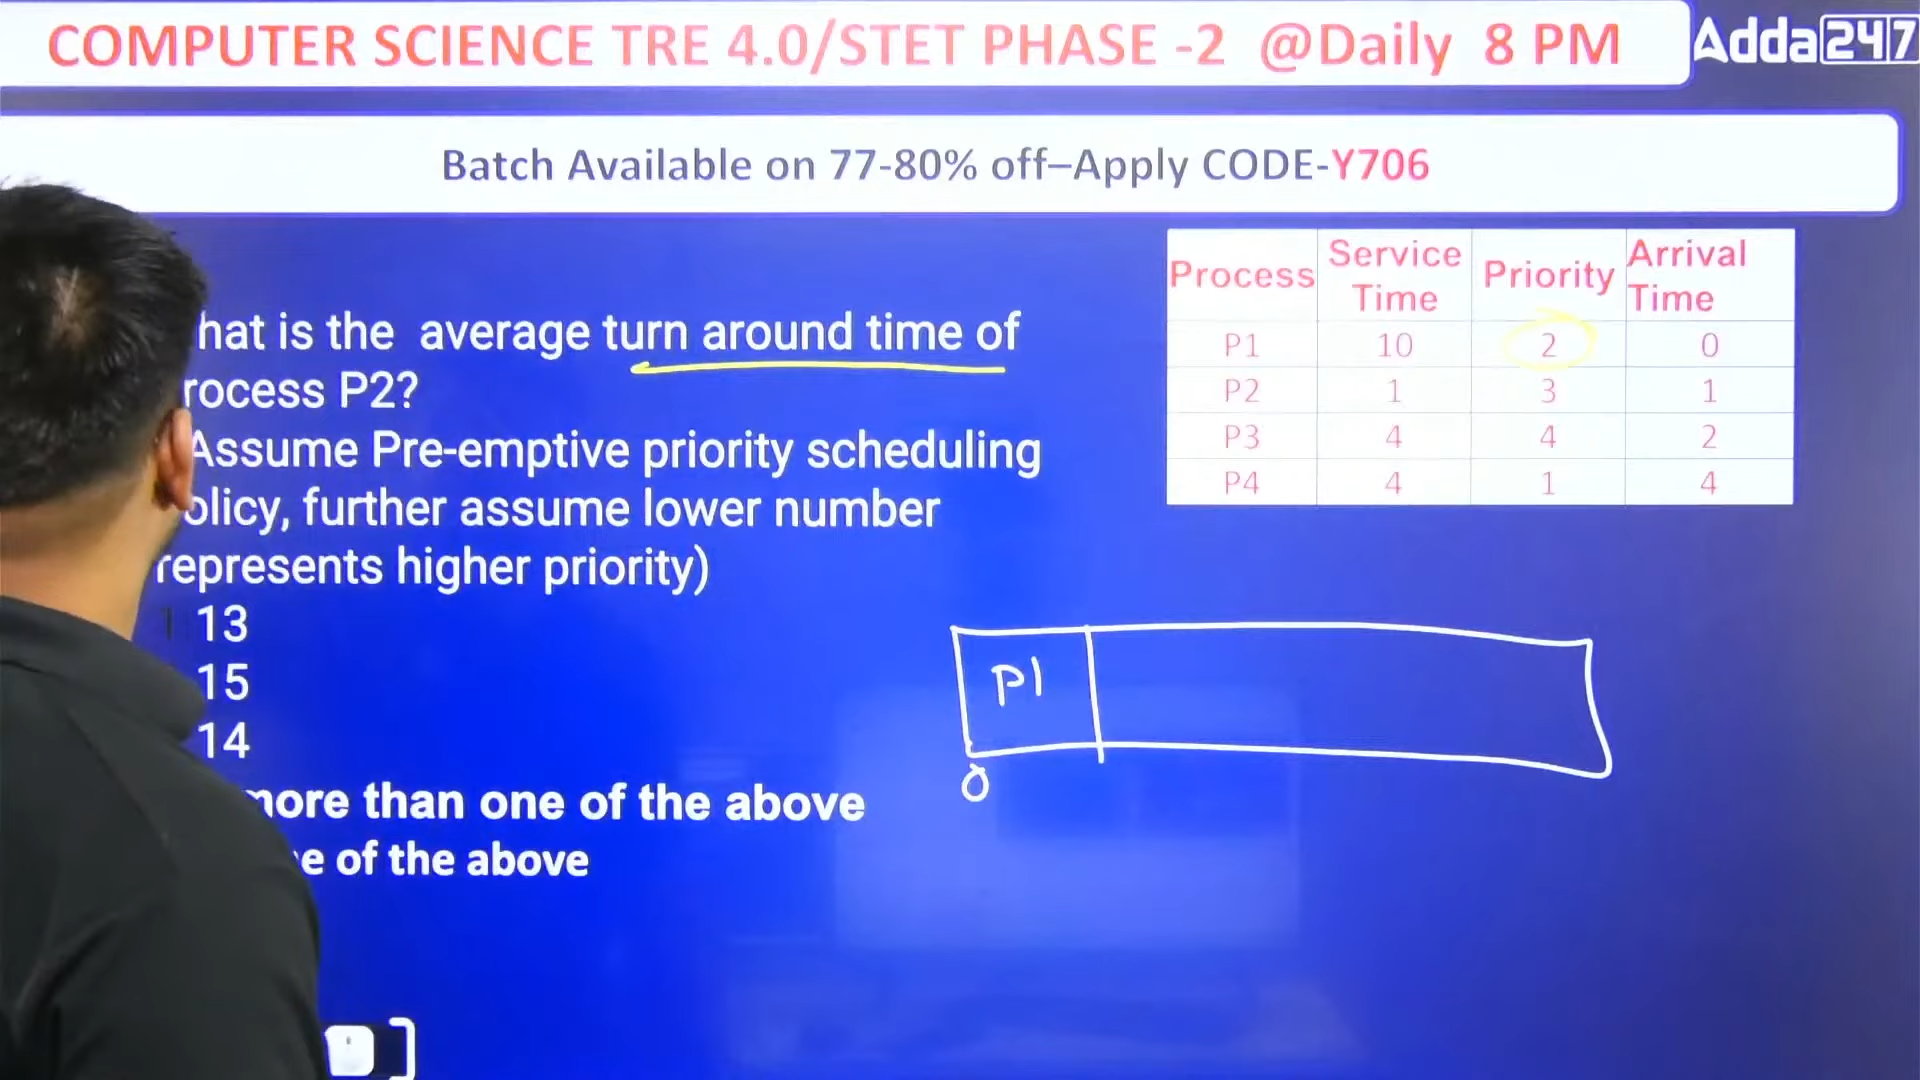 COMPUTER SCIENCE TRE 4.0/STET PHASE -2 @Daily 8 PM
Adda247
Batch Available on 77-80% off–Apply CODE-Y706
hat is the average turn around time of
rocess P2?
Assume Pre-emptive priority scheduling
olicy, further assume lower number
represents higher priority)
13
15
14
more than one of the above
e of the above
Process Service Time Priority Arrival Time
P1 10 2 0
P2 1 3 1
P3 4 4 2
P4 4 1 4
P1
0